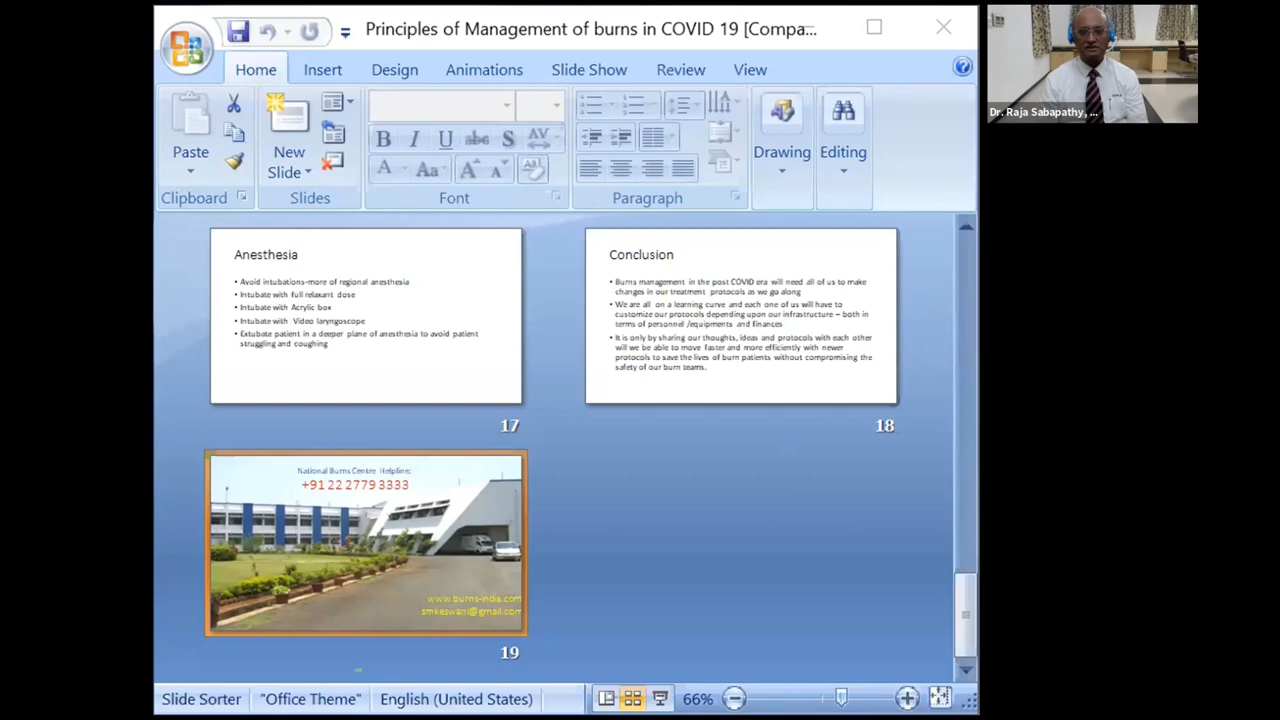 Principles of Management of burns in COVID 19 [Compa...
Home Insert Design Animations Slide Show Review View
Paste
New
Slide
Drawing
Editing
B I U abc S AV
A Aa A A
Clipboard Slides Font Paragraph
Dr. Raja Sabapathy, ...
Anesthesia
• Avoid intubations-more of regional anesthesia
• Intubate with full relaxant dose
• Intubate with Acrylic box
• Intubate with Video laryngoscope
• Extubate patient in a deeper plane of anesthesia to avoid patient
struggling and coughing
17
Conclusion
• Burns management in the post COVID era will need all of us to make
changes in our treatment protocols as we go along
• We are all on a learning curve and each one of us will have to
customize our protocols depending upon our infrastructure – both in
terms of personnel /equipments and finances
• It is only by sharing our thoughts, ideas and protocols with each other
will we be able to move faster and more efficiently with newer
protocols to save the lives of burn patients without compromising the
safety of our burn teams.
18
National Burns Centre Helpline:
+91 22 2779 3333
www.burns-india.com
smkeswani@gmail.com
19
Slide Sorter "Office Theme" English (United States) 66%